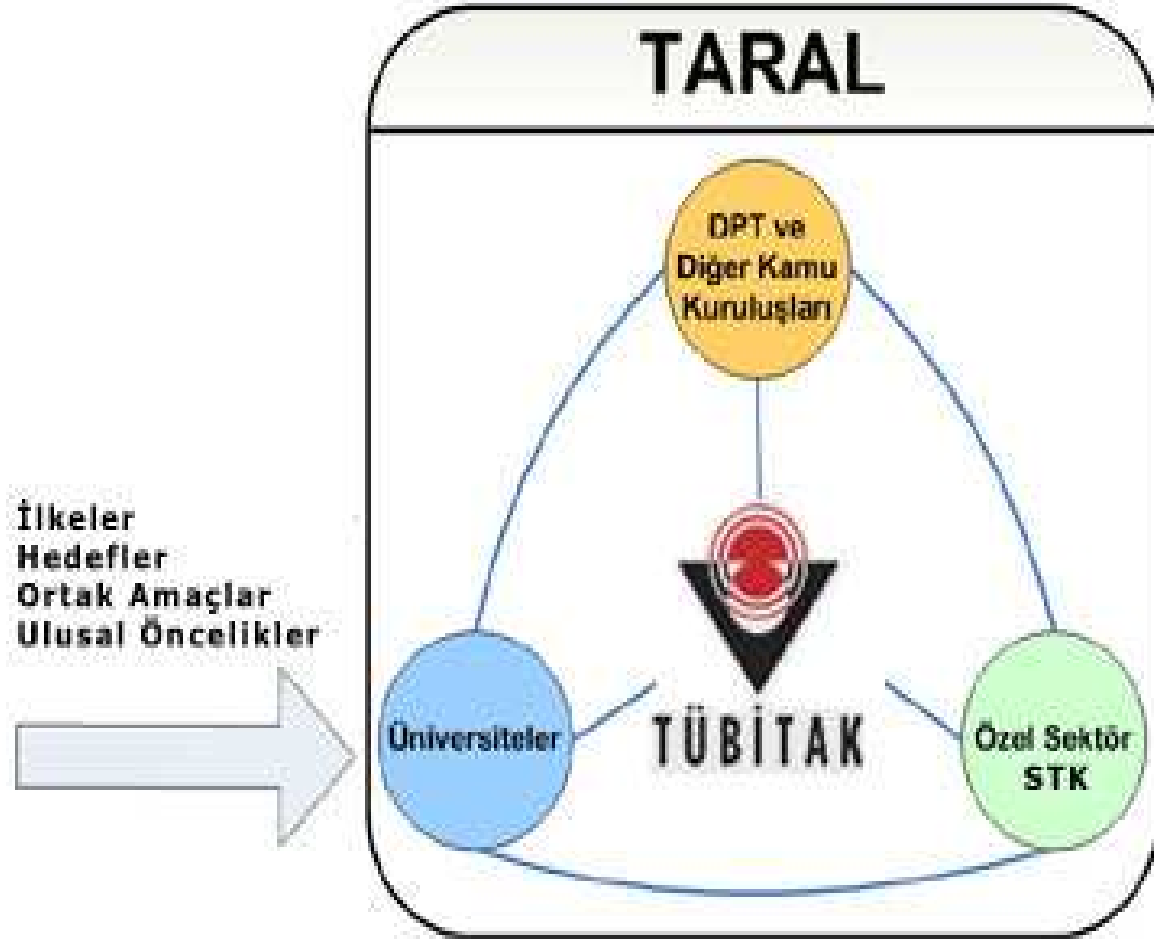 TARAL
DPT ve
Diğer Kamu
Kuruluşları
İlkeler
Hedefler
Ortak Amaçlar
Ulusal Öncelikler
Üniversiteler
TÜBİTAK
Özel Sektör
STK